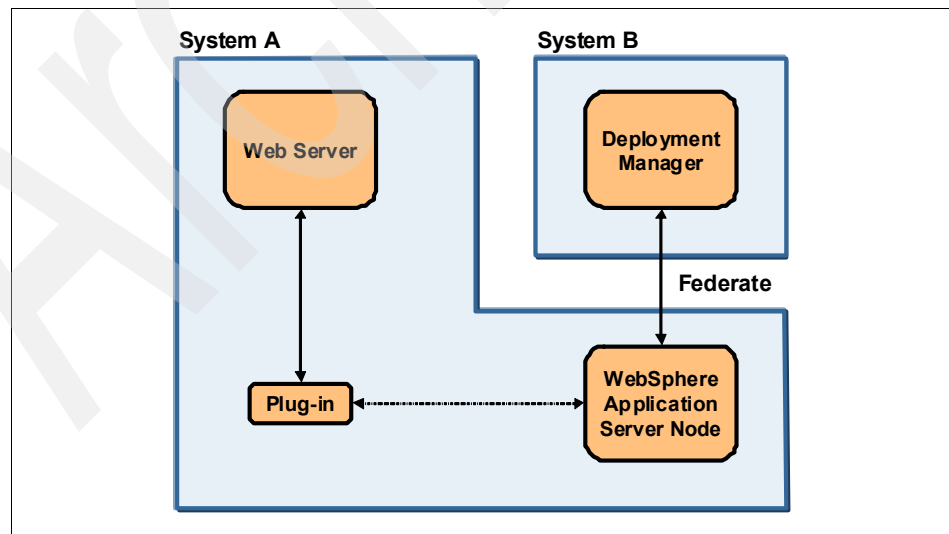 System A
System B
Web Server
Deployment
Manager
Federate
Plug-in
WebSphere
Application
Server Node